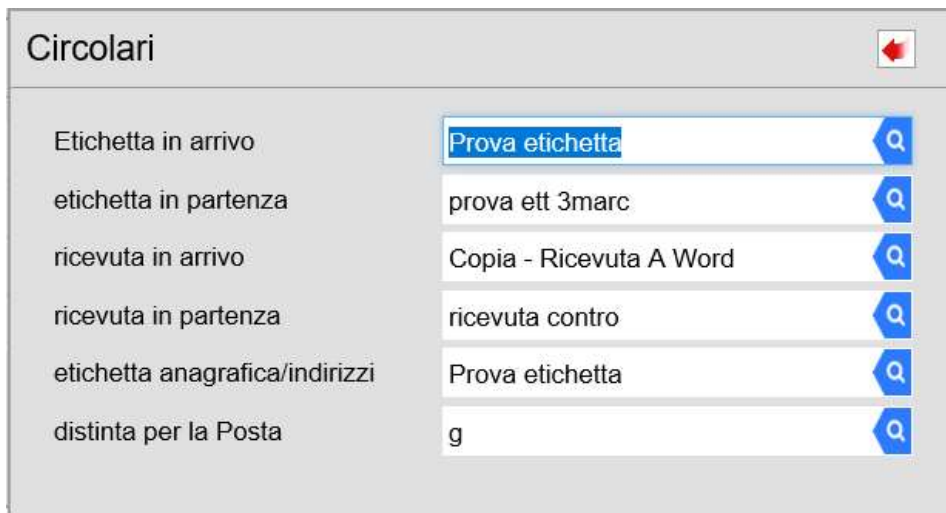 Circolari
Etichetta in arrivo Prova etichetta
etichetta in partenza prova ett 3marc
ricevuta in arrivo Copia - Ricevuta A Word
ricevuta in partenza ricevuta contro
etichetta anagrafica/indirizzi Prova etichetta
distinta per la Posta g